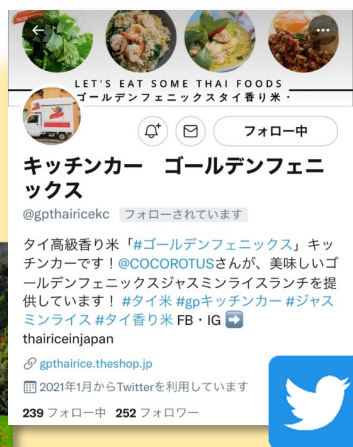 LET'S EAT SOME THAI FOODS
ゴールデンフェニックスタイ香り米・
フォロー中
キッチンカー　ゴールデンフェニ
ックス
@gpthairicekc フォローされています
タイ高級香り米「#ゴールデンフェニックス」キッ
チンカーです！@COCOROTUSさんが、美味しいゴ
ールデンフェニックスジャスミンライスランチを提
供しています！ #タイ米 #gpキッチンカー #ジャス
ミンライス #タイ香り米 FB・IG ➡️
thairiceinjapan
gpthairice.theshop.jp
2021年1月からTwitterを利用しています
239 フォロー中 252 フォロワー